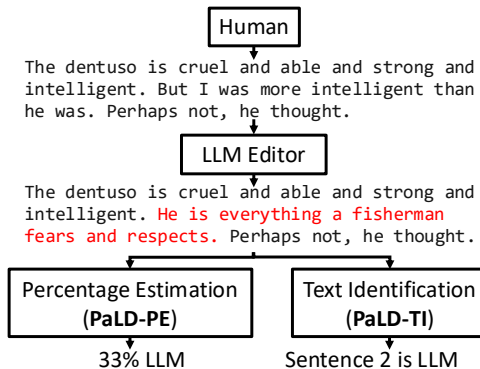 Human
The dentuso is cruel and able and strong and
intelligent. But I was more intelligent than
he was. Perhaps not, he thought.
LLM Editor
The dentuso is cruel and able and strong and
intelligent. He is everything a fisherman
fears and respects. Perhaps not, he thought.
Percentage Estimation
(PaLD-PE)
Text Identification
(PaLD-TI)
33% LLM
Sentence 2 is LLM